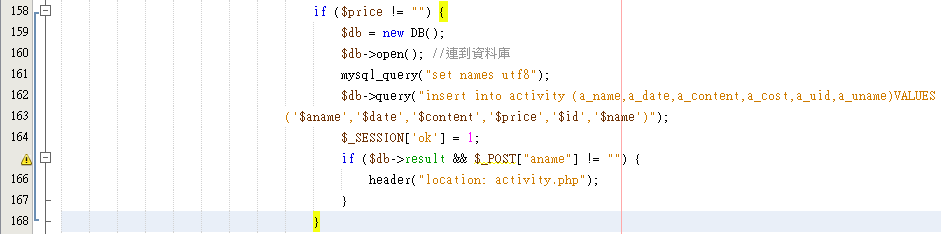 158 if ($price != "") {
159 $db = new DB();
160 $db->open(); //連到資料庫
161 mysql_query("set names utf8");
162 $db->query("insert into activity (a_name,a_date,a_content,a_cost,a_uid,a_uname)VALUES
163 ('$aname','$date','$content','$price','$id','$name')");
164 $_SESSION['ok'] = 1;
if ($db->result && $_POST["aname"] != "") {
166 header("location: activity.php");
167 }
168 }